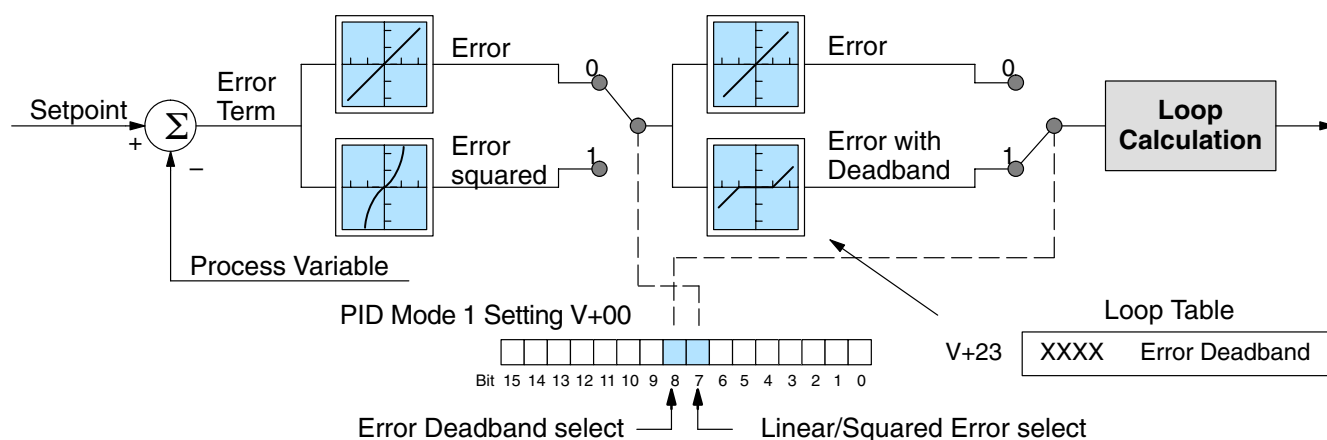 Setpoint
+
−
Σ
Error
Term
Process Variable
Error
Error
squared
0
1
Error
Error with
Deadband
0
1
Loop
Calculation
PID Mode 1 Setting V+00
Bit 15 14 13 12 11 10 9 8 7 6 5 4 3 2 1 0
Error Deadband select
Linear/Squared Error select
Loop Table
V+23 XXXX Error Deadband